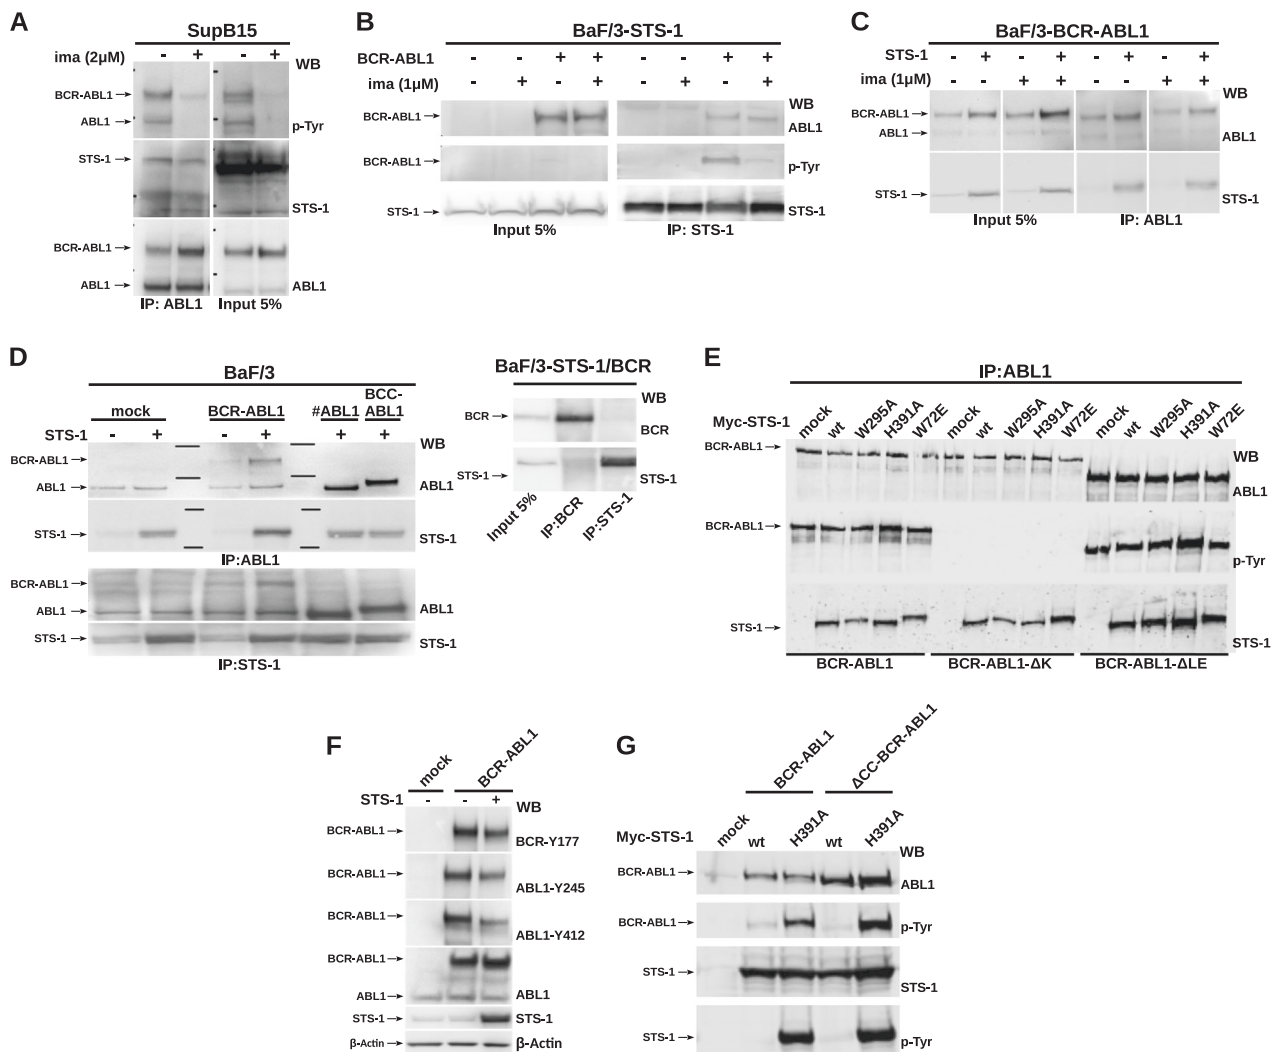 A
SupB15
ima (2µM) - + - +
WB
BCR-ABL1
ABL1
p-Tyr
STS-1
STS-1
BCR-ABL1
ABL1
ABL1
IP: ABL1 Input 5%
B
BaF/3-STS-1
BCR-ABL1 - - + + - - + +
ima (1µM) - + - + - + - +
WB
BCR-ABL1
ABL1
BCR-ABL1
p-Tyr
STS-1
STS-1
Input 5% IP: STS-1
C
BaF/3-BCR-ABL1
STS-1 - + - + - + - +
ima (1µM) - - + + - - + +
WB
BCR-ABL1
ABL1
ABL1
STS-1
STS-1
Input 5% IP: ABL1
D
BaF/3
mock BCR-ABL1 #ABL1 BCC-
ABL1
STS-1 - + - + + +
WB
BCR-ABL1
ABL1
ABL1
STS-1
STS-1
IP:ABL1
BCR-ABL1
ABL1
ABL1
STS-1
STS-1
IP:STS-1
BaF/3-STS-1/BCR
WB
BCR
BCR
STS-1
STS-1
Input 5% IP:BCR IP:STS-1
E
IP:ABL1
Myc-STS-1 mock wt W295A H391A W72E mock wt W295A H391A W72E mock wt W295A H391A W72E
BCR-ABL1
WB
ABL1
BCR-ABL1
p-Tyr
STS-1
STS-1
BCR-ABL1 BCR-ABL1-ΔK BCR-ABL1-ΔLE
F
mock BCR-ABL1
STS-1 - - +
WB
BCR-ABL1
BCR-Y177
BCR-ABL1
ABL1-Y245
BCR-ABL1
ABL1-Y412
BCR-ABL1
ABL1
ABL1
STS-1
STS-1
β-Actin
β-Actin
G
BCR-ABL1 ΔCC-BCR-ABL1
Myc-STS-1 mock wt H391A wt H391A
WB
BCR-ABL1
ABL1
BCR-ABL1
p-Tyr
STS-1
STS-1
STS-1
p-Tyr